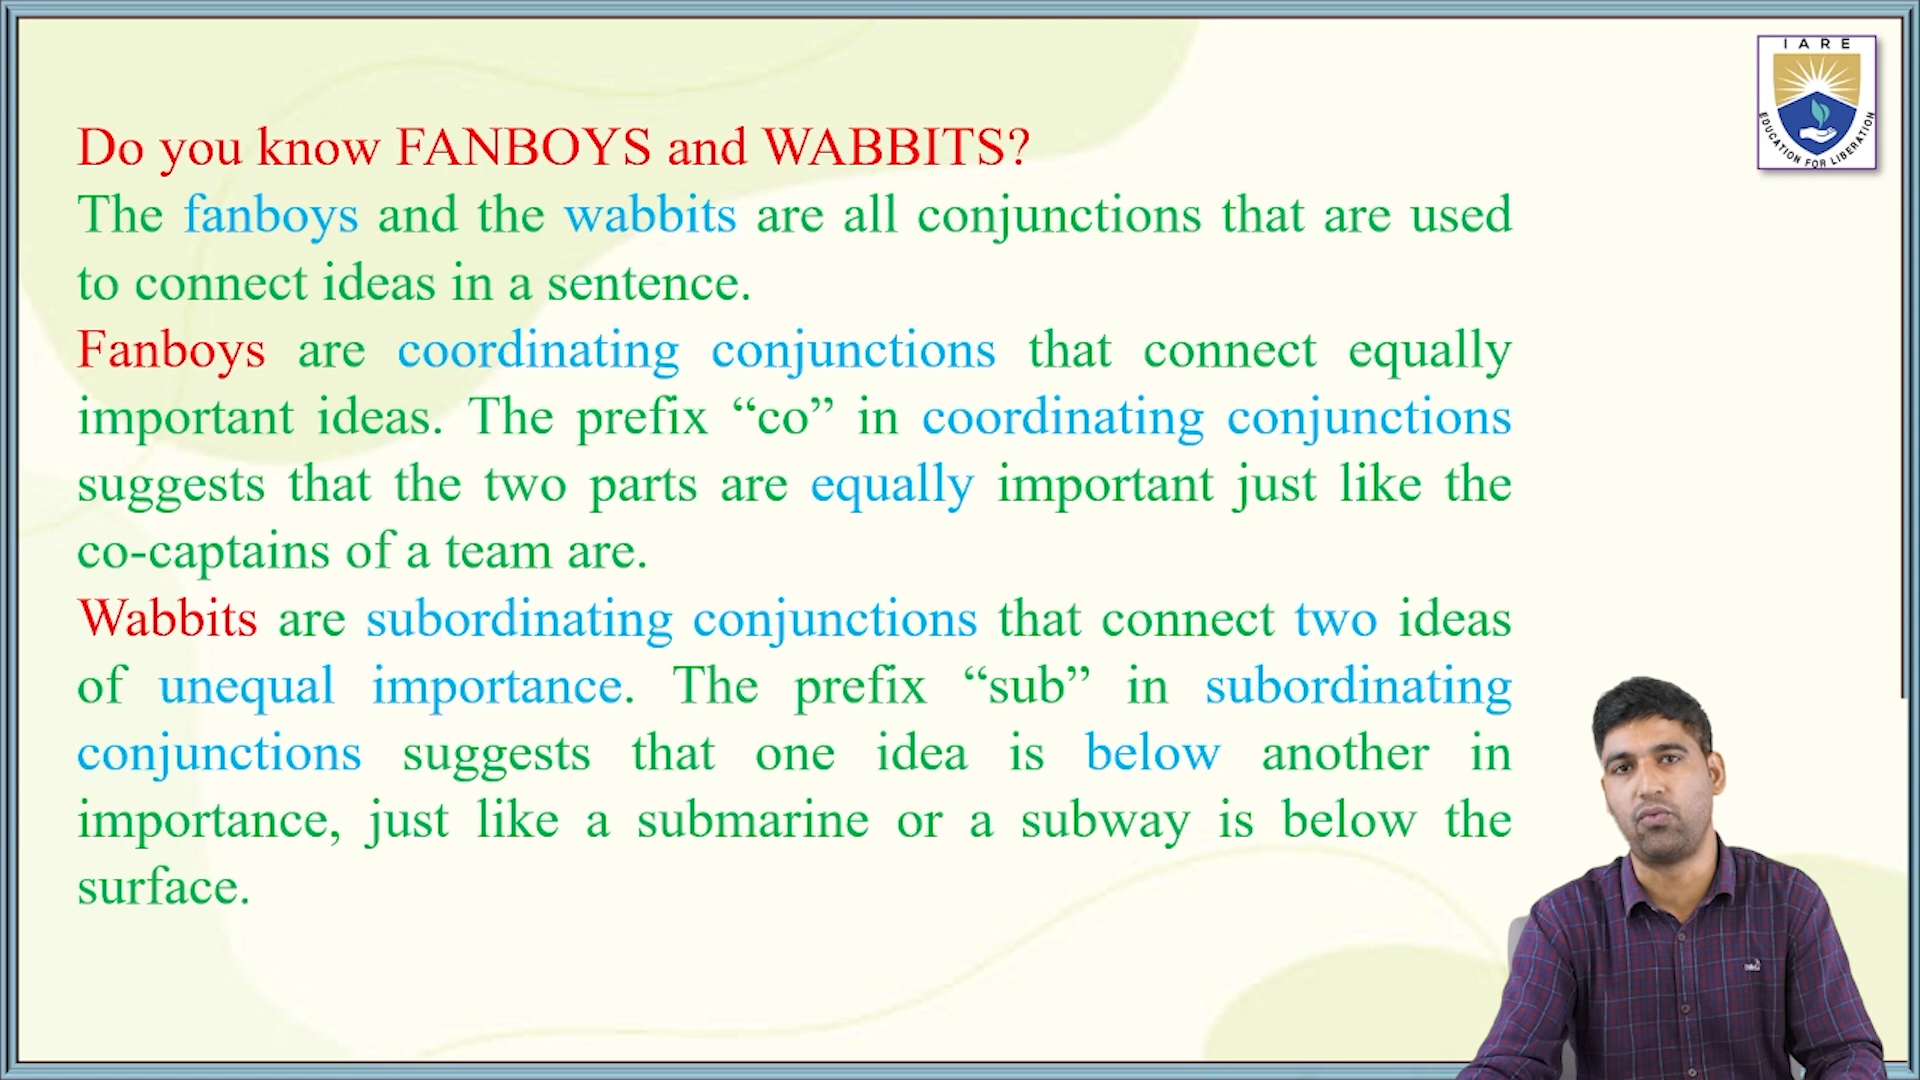 I A R E
EDUCATION FOR LIBERATION
Do you know FANBOYS and WABBITS?
The fanboys and the wabbits are all conjunctions that are used
to connect ideas in a sentence.
Fanboys are coordinating conjunctions that connect equally
important ideas. The prefix “co” in coordinating conjunctions
suggests that the two parts are equally important just like the
co-captains of a team are.
Wabbits are subordinating conjunctions that connect two ideas
of unequal importance. The prefix “sub” in subordinating
conjunctions suggests that one idea is below another in
importance, just like a submarine or a subway is below the
surface.